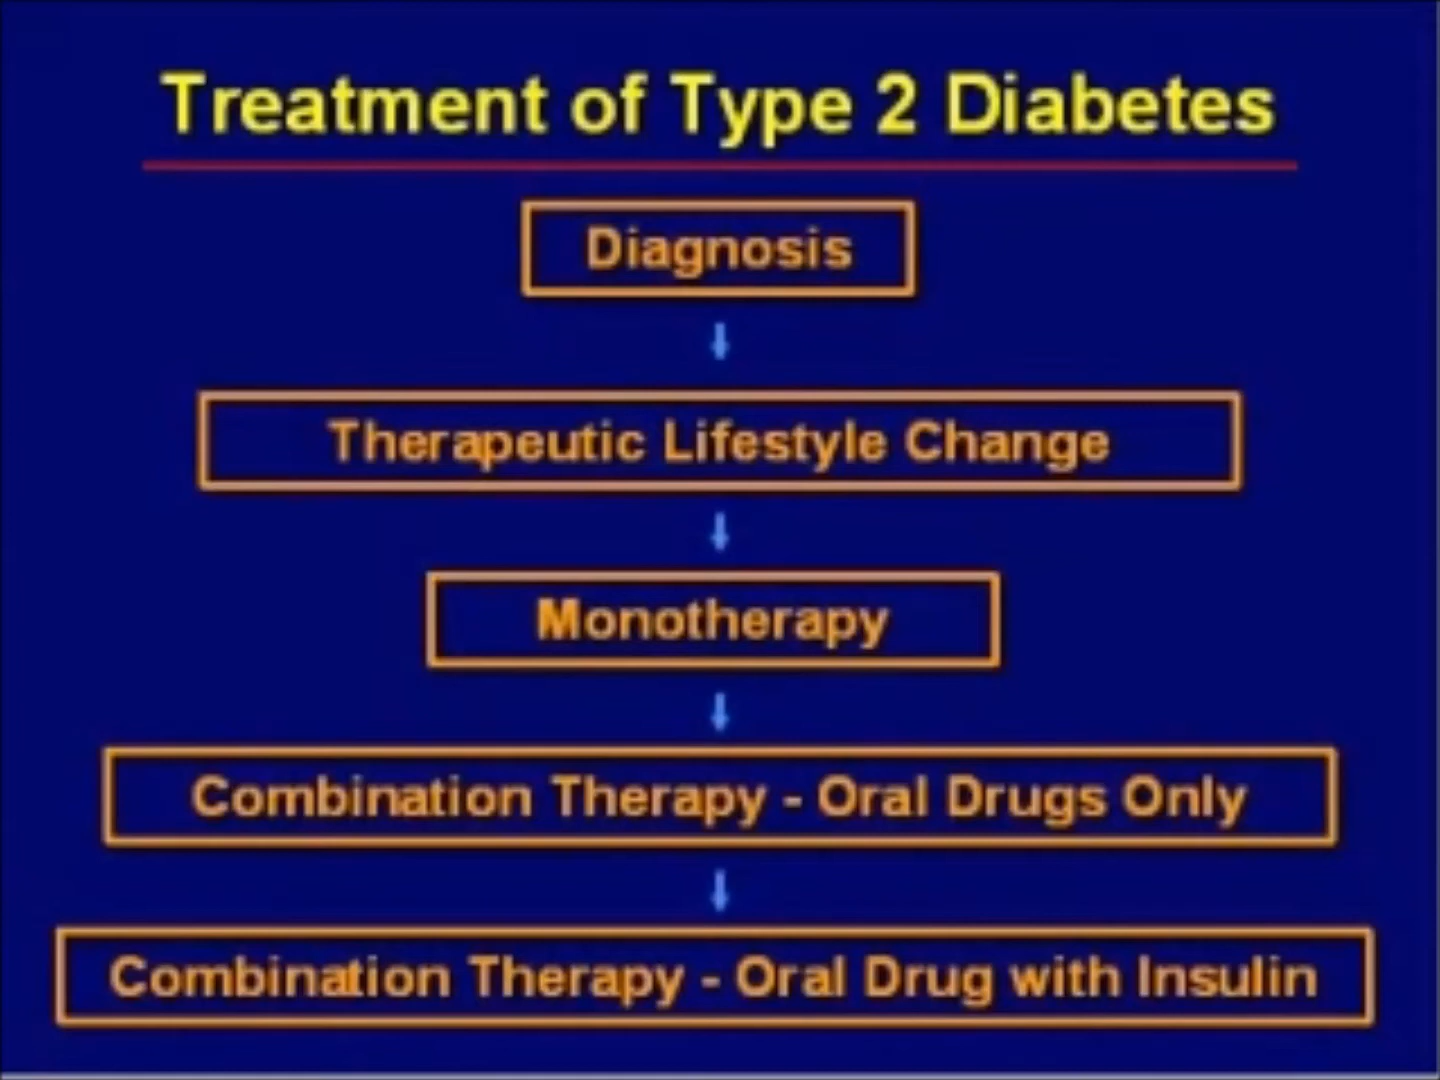 Treatment of Type 2 Diabetes
Diagnosis
Therapeutic Lifestyle Change
Monotherapy
Combination Therapy - Oral Drugs Only
Combination Therapy - Oral Drug with Insulin